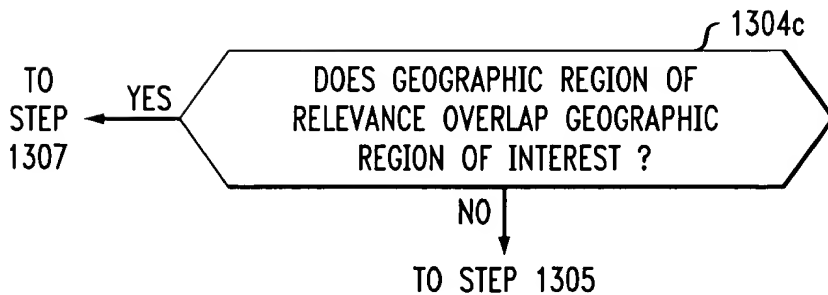 1304c
DOES GEOGRAPHIC REGION OF
RELEVANCE OVERLAP GEOGRAPHIC
REGION OF INTEREST ?
YES
TO
STEP
1307
NO
TO STEP 1305